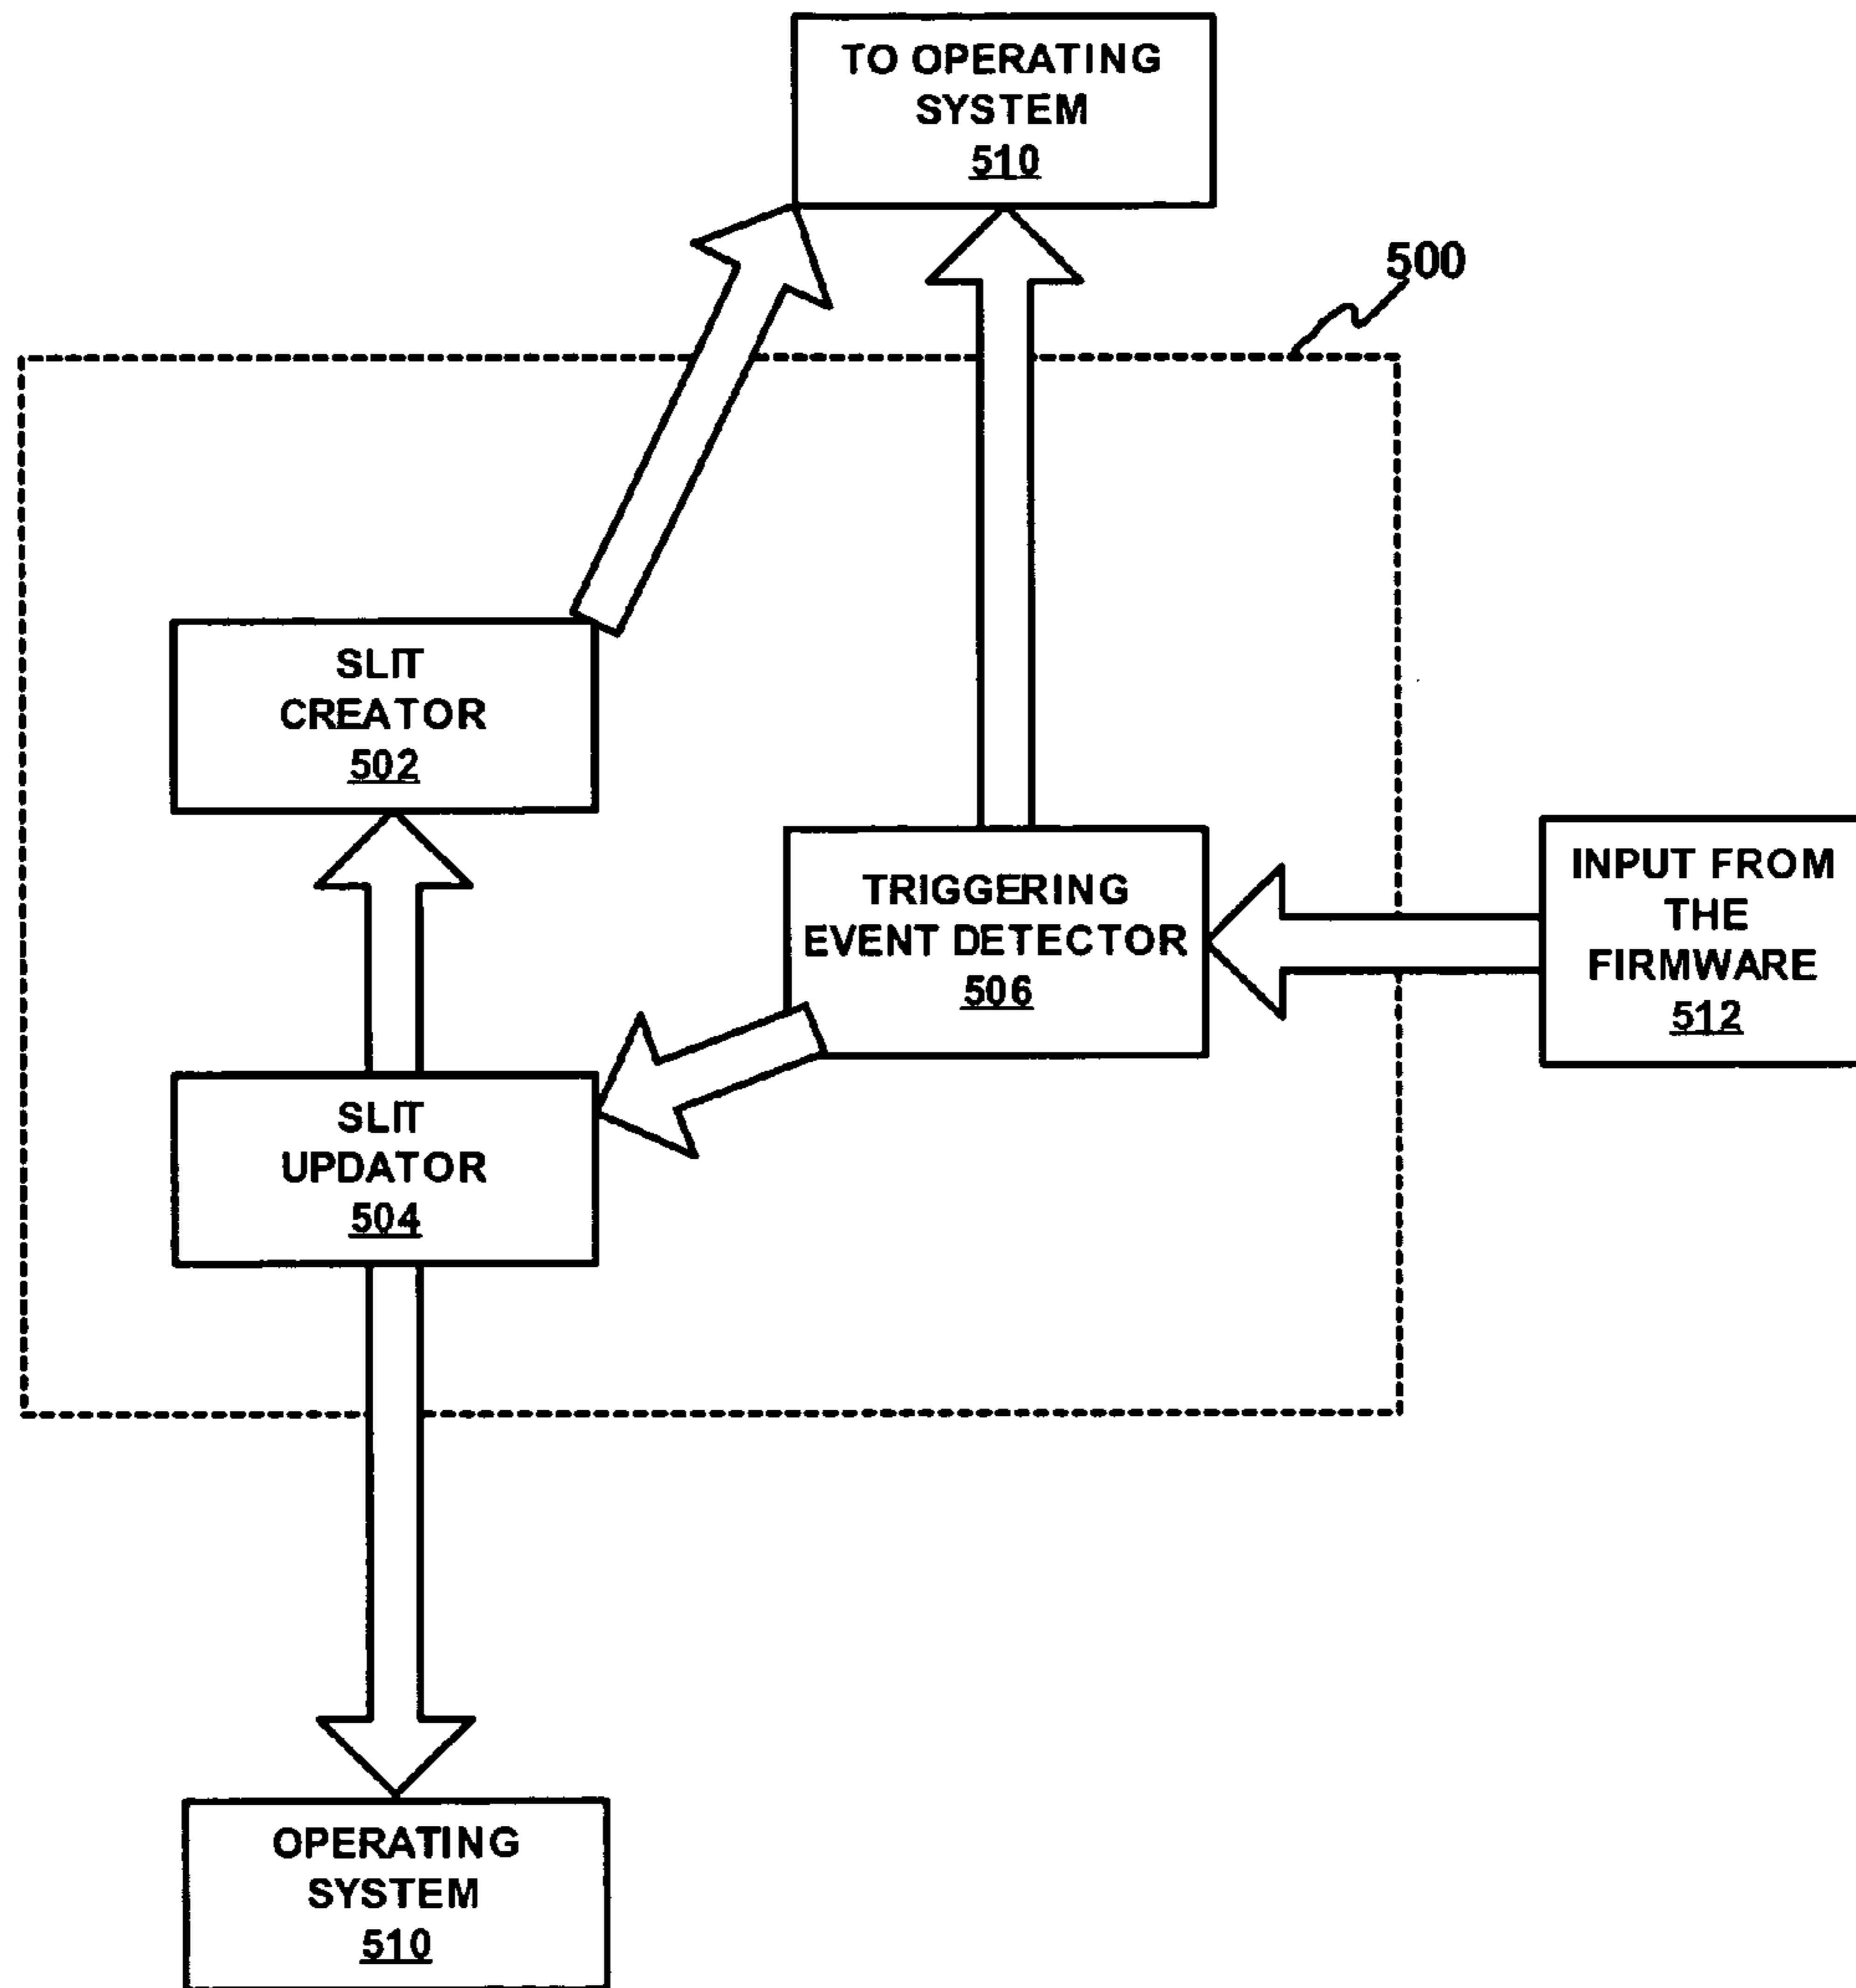 TO OPERATING
SYSTEM
510
500
SLIT
CREATOR
502
TRIGGERING
EVENT DETECTOR
506
INPUT FROM
THE
FIRMWARE
512
SLIT
UPDATOR
504
OPERATING
SYSTEM
510